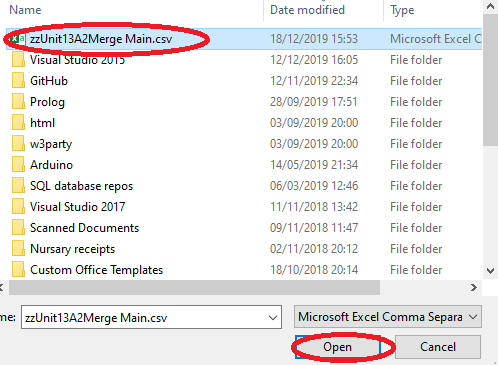 Name Date modified Type
zzUnit13A2Merge Main.csv 18/12/2019 15:53 Microsoft Excel C
Visual Studio 2015 12/12/2019 16:05 File folder
GitHub 12/11/2019 22:34 File folder
Prolog 28/09/2019 17:51 File folder
html 03/09/2019 20:00 File folder
w3party 03/09/2019 20:00 File folder
Arduino 14/05/2019 21:34 File folder
SQL database repos 06/03/2019 12:46 File folder
Visual Studio 2017 11/11/2018 13:42 File folder
Scanned Documents 09/11/2018 11:47 File folder
Nursary receipts 02/11/2018 20:12 File folder
Custom Office Templates 18/10/2018 20:14 File folder
me: zzUnit13A2Merge Main.csv Microsoft Excel Comma Separa
Open Cancel